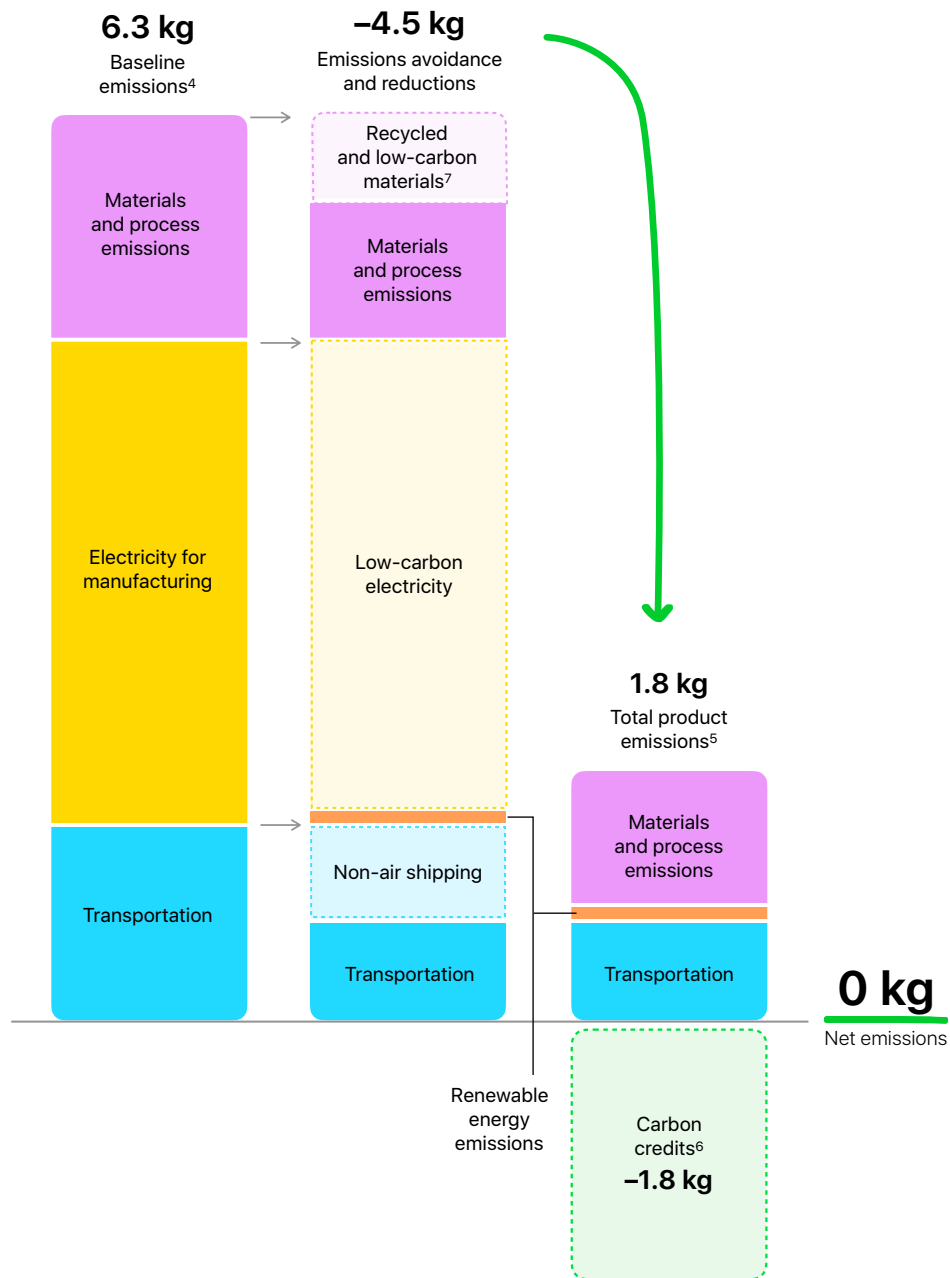 6.3 kg
Baseline
emissions⁴
Materials
and process
emissions
Electricity for
manufacturing
Transportation
–4.5 kg
Emissions avoidance
and reductions
Recycled
and low-carbon
materials⁷
Materials
and process
emissions
Low-carbon
electricity
Non-air shipping
Transportation
Renewable
energy
emissions
1.8 kg
Total product
emissions⁵
Materials
and process
emissions
Transportation
Carbon
credits⁶
–1.8 kg
0 kg
Net emissions